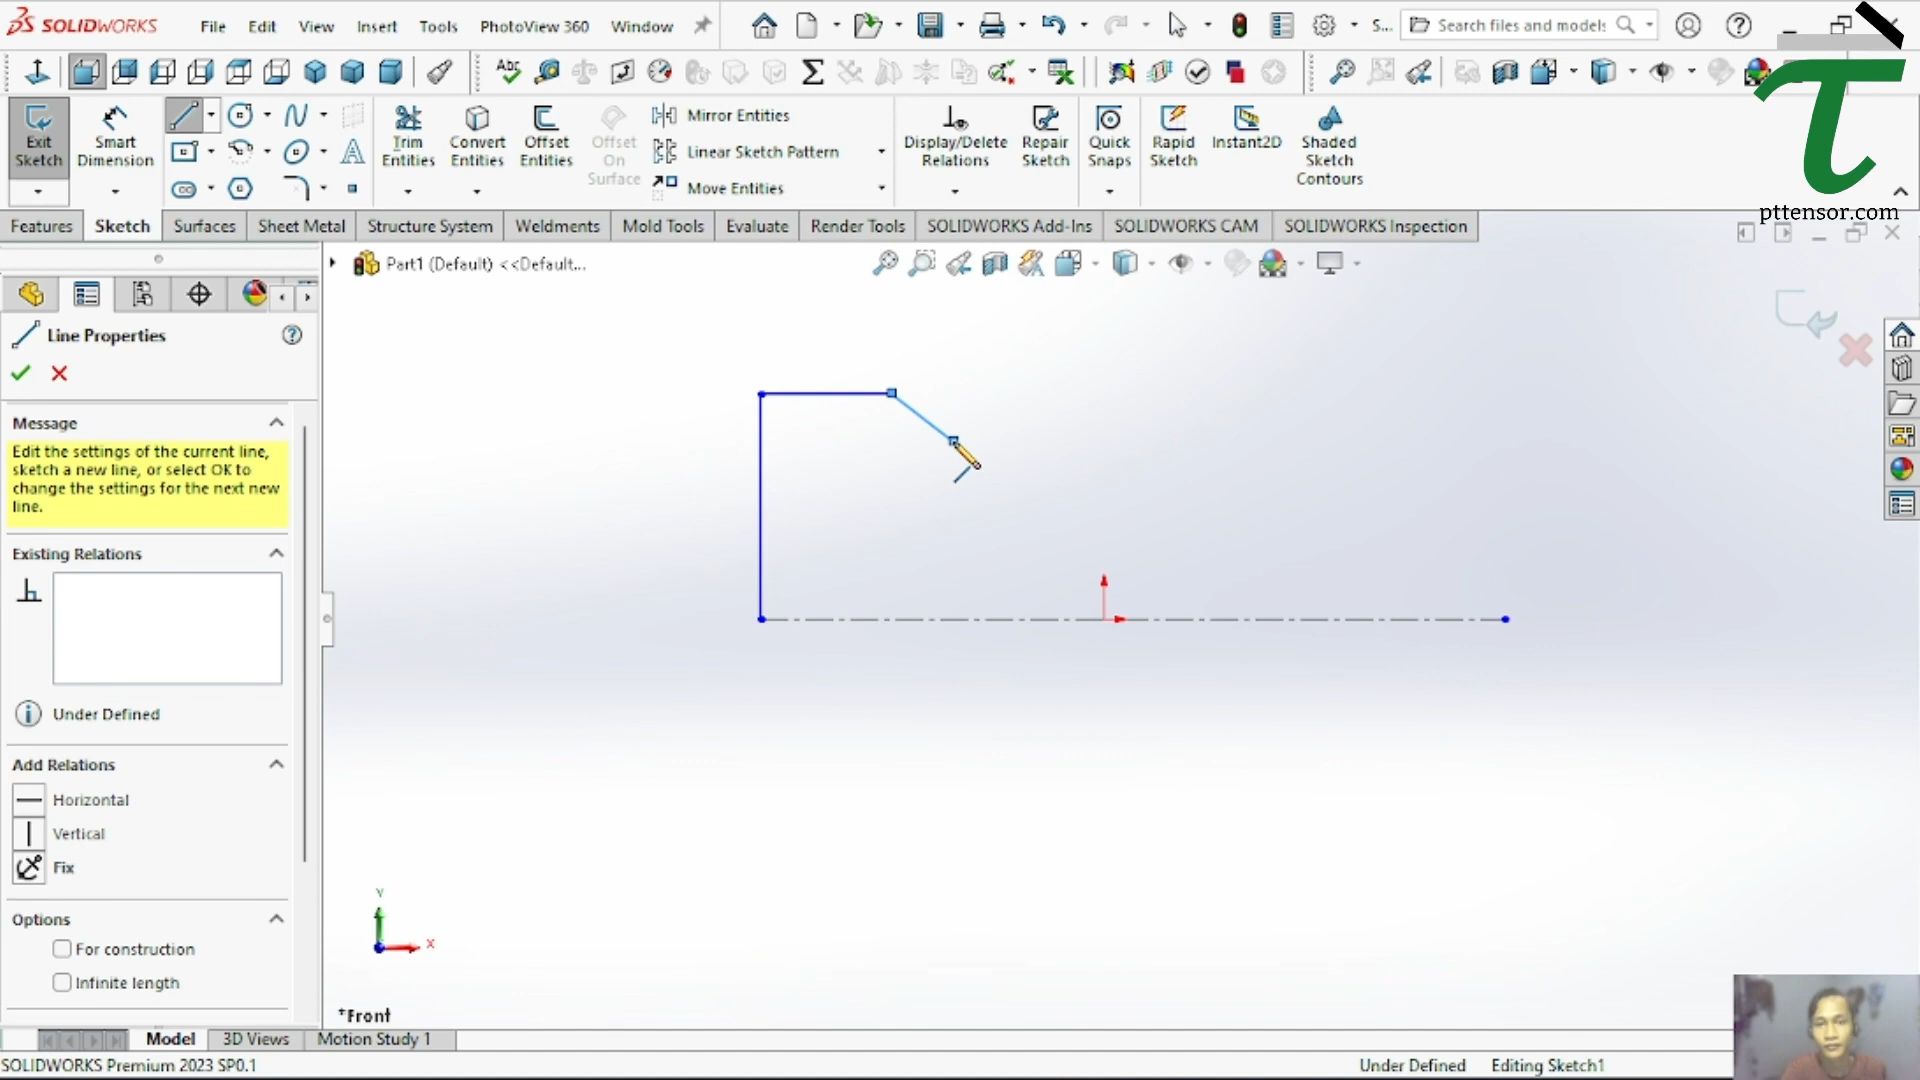 SOLIDWORKS File Edit View Insert Tools PhotoView 360 Window S... Search files and models
Abc
Exit Sketch
Smart Dimension
Trim Entities
Convert Entities
Offset Entities
Offset On Surface
Mirror Entities
Linear Sketch Pattern
Move Entities
Display/Delete Relations
Repair Sketch
Quick Snaps
Rapid Sketch
Instant2D
Shaded Sketch Contours
pttensor.com
Features Sketch Surfaces Sheet Metal Structure System Weldments Mold Tools Evaluate Render Tools SOLIDWORKS Add-Ins SOLIDWORKS CAM SOLIDWORKS Inspection
Part1 (Default) <<Default...
Line Properties
Message
Edit the settings of the current line,
sketch a new line, or select OK to
change the settings for the next new
line.
Existing Relations
Under Defined
Add Relations
Horizontal
Vertical
Fix
Options
For construction
Infinite length
Y
X
*Front
Model 3D Views Motion Study 1
SOLIDWORKS Premium 2023 SP0.1 Under Defined Editing Sketch1